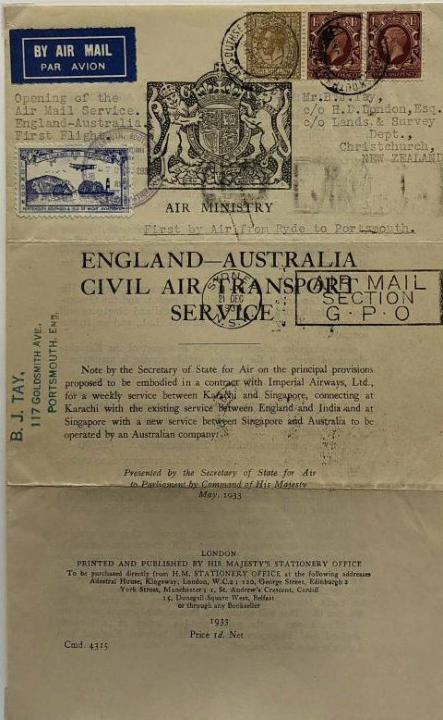 BY AIR MAIL
PAR AVION
Opening of the
Air Mail Service.
England-Australia
First Flight.
Mr.B.J.Tay,
c/o H.D.Dondon,Esq.
c/o Lands.& Survey
Dept.,
Christchurch,
NEW ZEALAND
AIR MINISTRY
First by Air from Ryde to Portsmouth.
ENGLAND—AUSTRALIA
CIVIL AIR TRANSPORT
SERVICE
SYDNEY
21 DEC
N.S.W
AIR MAIL
SECTION
G·P·O
B. J. TAY,
117 GOLDSMITH AVE.,
PORTSMOUTH. ENG.
Note by the Secretary of State for Air on the principal provisions
proposed to be embodied in a contract with Imperial Airways, Ltd.,
for a weekly service between Karachi and Singapore, connecting at
Karachi with the existing service between England and India and at
Singapore with a new service between Singapore and Australia to be
operated by an Australian company.
Presented by the Secretary of State for Air
to Parliament by Command of His Majesty
May, 1933
LONDON
PRINTED AND PUBLISHED BY HIS MAJESTY'S STATIONERY OFFICE
To be purchased directly from H.M. STATIONERY OFFICE at the following addresses
Adastral House, Kingsway, London, W.C.2; 120, George Street, Edinburgh 2
York Street, Manchester 1; 1, St. Andrew's Crescent, Cardiff
15, Donegall Square West, Belfast
or through any Bookseller
1933
Price 1d. Net
Cmd. 4315